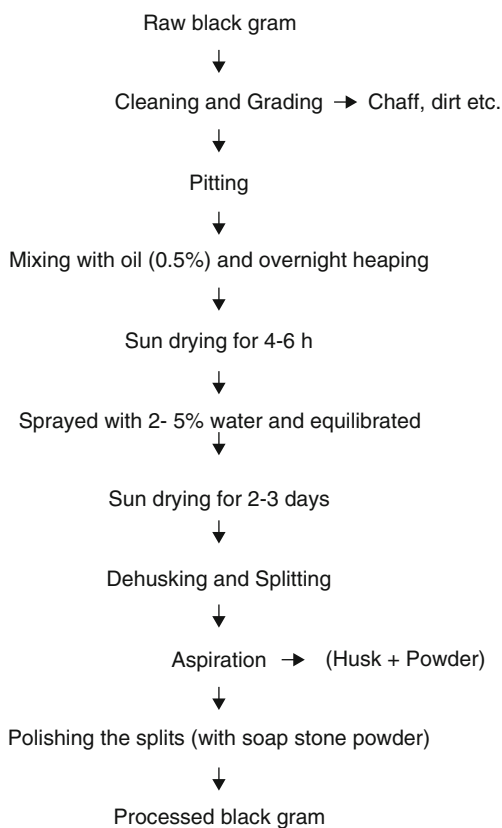 Raw black gram
Cleaning and Grading → Chaff, dirt etc.
Pitting
Mixing with oil (0.5%) and overnight heaping
Sun drying for 4-6 h
Sprayed with 2- 5% water and equilibrated
Sun drying for 2-3 days
Dehusking and Splitting
Aspiration → (Husk + Powder)
Polishing the splits (with soap stone powder)
Processed black gram